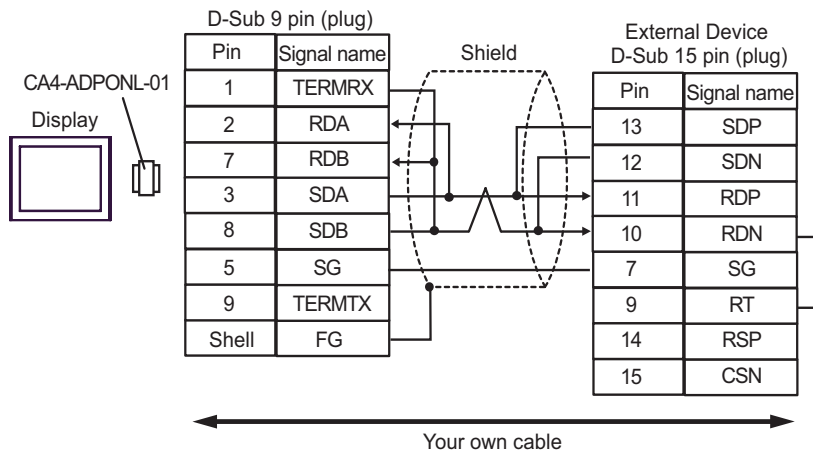 D-Sub 9 pin (plug)
Pin Signal name
1 TERMRX
2 RDA
7 RDB
3 SDA
8 SDB
5 SG
9 TERMTX
Shell FG
CA4-ADPONL-01
Display
Shield
External Device
D-Sub 15 pin (plug)
Pin Signal name
13 SDP
12 SDN
11 RDP
10 RDN
7 SG
9 RT
14 RSP
15 CSN
Your own cable